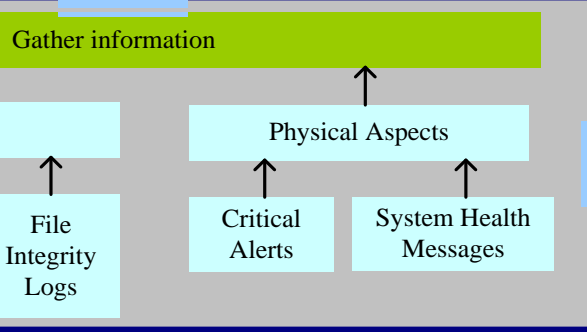 Gather information
Physical Aspects
File
Integrity
Logs
Critical
Alerts
System Health
Messages